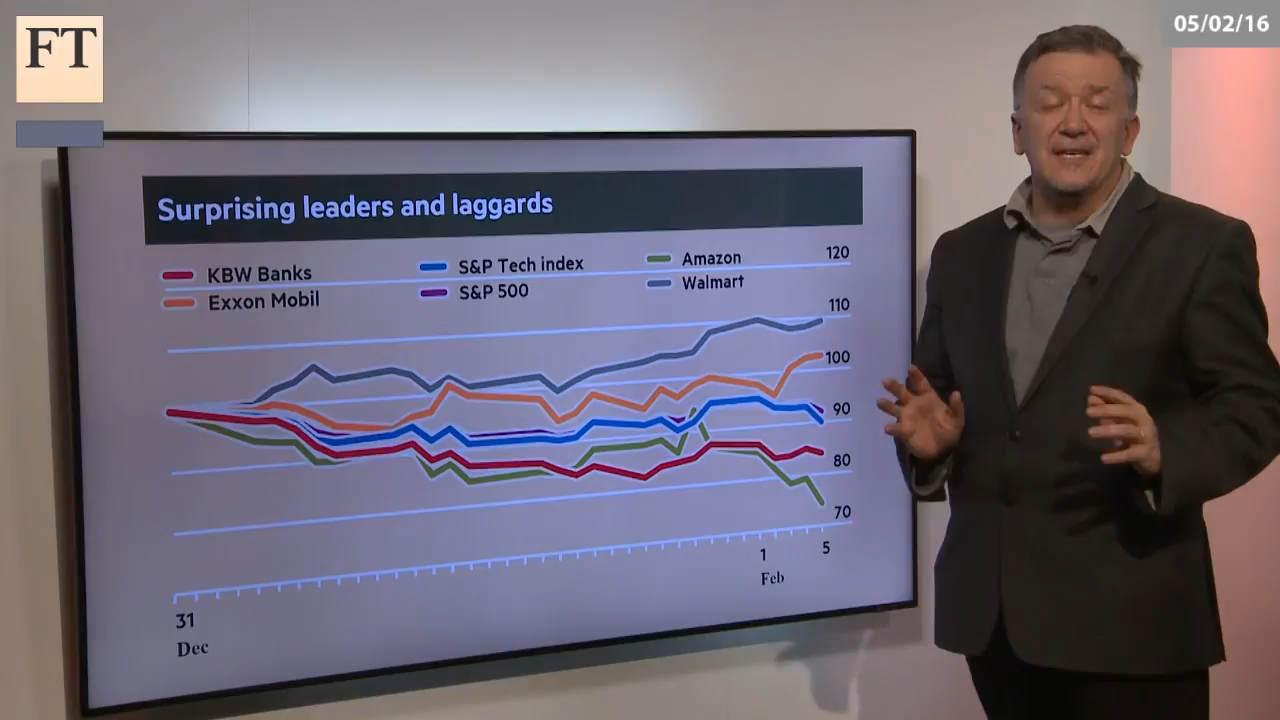 FT
05/02/16
Surprising leaders and laggards
KBW Banks
S&P Tech index
Amazon
Exxon Mobil
S&P 500
Walmart
120
110
100
90
80
70
1
5
Feb
31
Dec